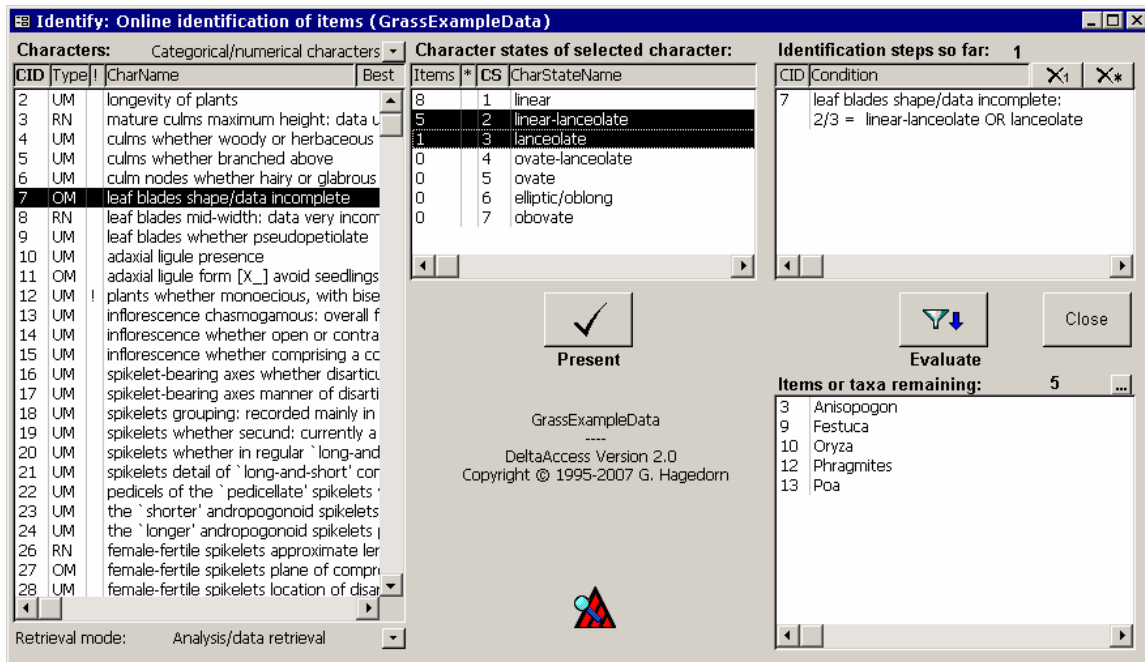 Identify: Online identification of items (GrassExampleData)
Characters: Categorical/numerical characters
CID Type ! CharName Best
2 UM longevity of plants
3 RN mature culms maximum height: data u
4 UM culms whether woody or herbaceous
5 UM culms whether branched above
6 UM culm nodes whether hairy or glabrous
7 OM leaf blades shape/data incomplete
8 RN leaf blades mid-width: data very incom
9 UM leaf blades whether pseudopetiolate
10 UM adaxial ligule presence
11 OM adaxial ligule form [X_] avoid seedlings
12 UM ! plants whether monoecious, with bise
13 UM inflorescence chasmogamous: overall f
14 UM inflorescence whether open or contra
15 UM inflorescence whether comprising a cc
16 UM spikelet-bearing axes whether disarticu
17 UM spikelet-bearing axes manner of disarti
18 UM spikelets grouping: recorded mainly in
19 UM spikelets whether secund: currently a
20 UM spikelets whether in regular `long-and
21 UM spikelets detail of `long-and-short' cor
22 UM pedicels of the `pedicellate' spikelets
23 UM the `shorter' andropogonoid spikelets
24 UM the `longer' andropogonoid spikelets
26 RN female-fertile spikelets approximate ler
27 OM female-fertile spikelets plane of compr
28 UM female-fertile spikelets location of disar
Retrieval mode: Analysis/data retrieval
Character states of selected character:
Items * CS CharStateName
8 1 linear
5 2 linear-lanceolate
1 3 lanceolate
0 4 ovate-lanceolate
0 5 ovate
0 6 elliptic/oblong
0 7 obovate
Present
GrassExampleData
----
DeltaAccess Version 2.0
Copyright © 1995-2007 G. Hagedorn
Identification steps so far: 1
CID Condition X1 X*
7 leaf blades shape/data incomplete:
2/3 = linear-lanceolate OR lanceolate
Evaluate
Close
Items or taxa remaining: 5 ...
3 Anisopogon
9 Festuca
10 Oryza
12 Phragmites
13 Poa